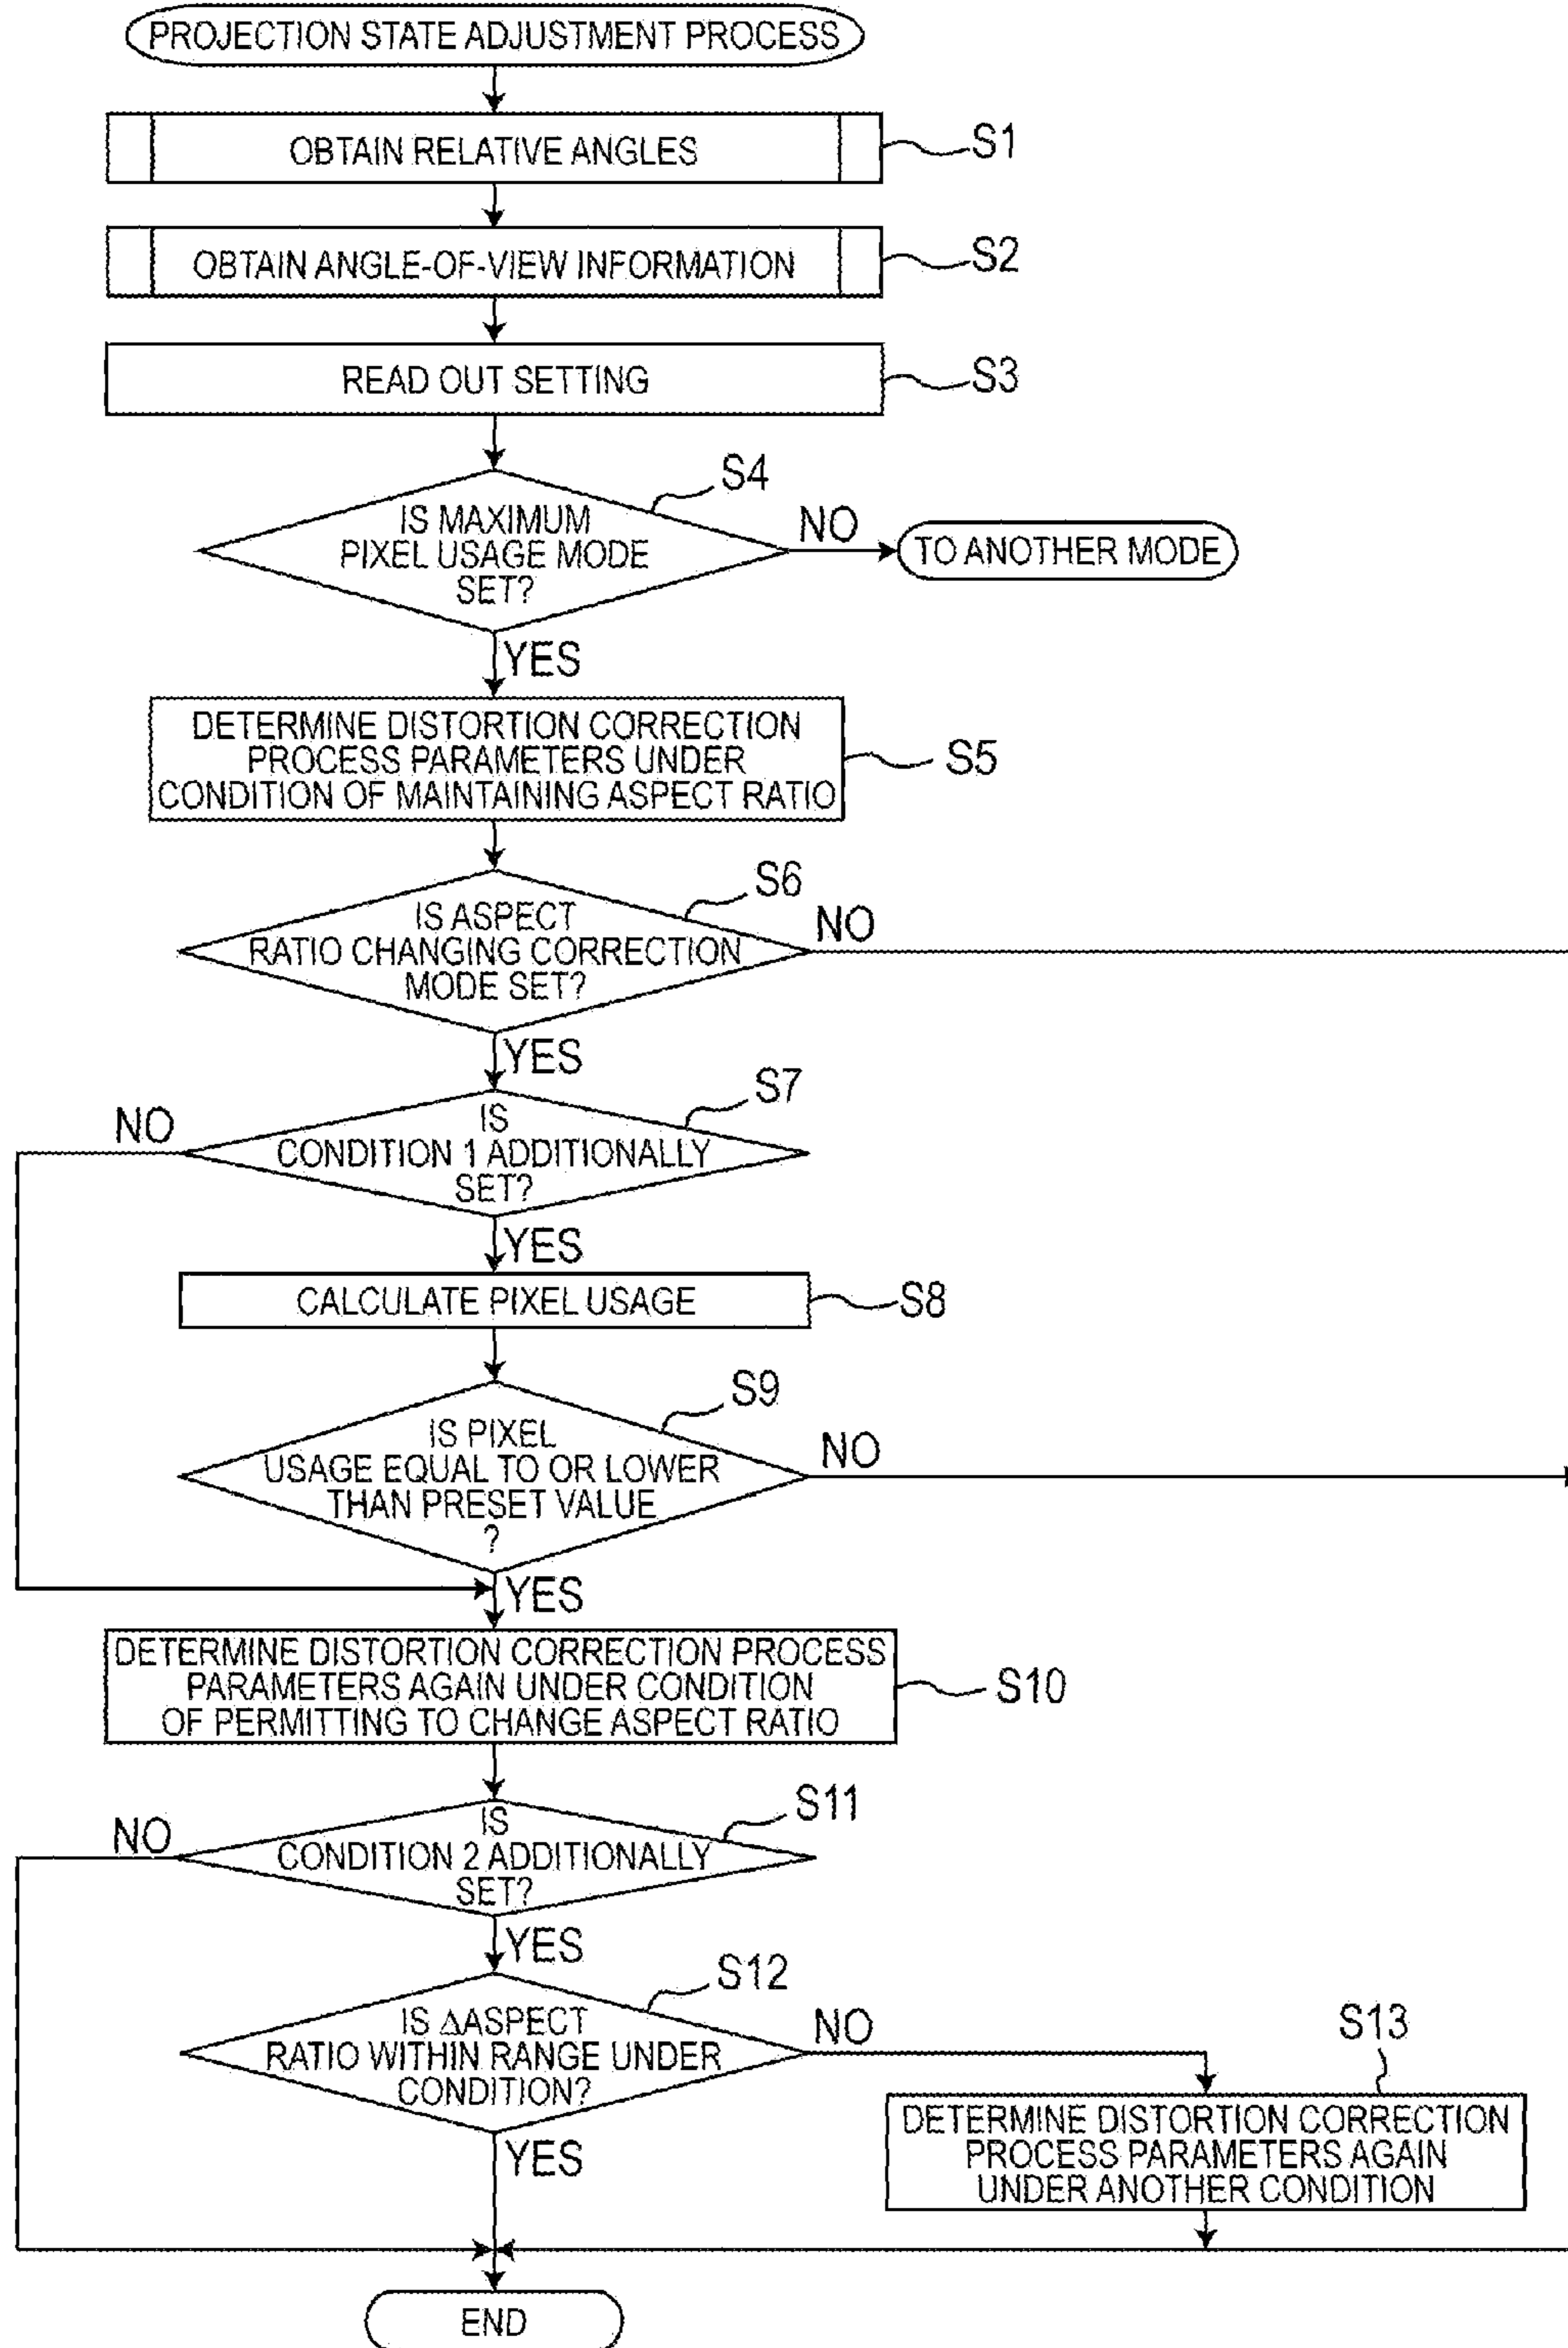 PROJECTION STATE ADJUSTMENT PROCESS
OBTAIN RELATIVE ANGLES
S1
OBTAIN ANGLE-OF-VIEW INFORMATION
S2
READ OUT SETTING
S3
S4
IS MAXIMUM
PIXEL USAGE MODE
SET?
NO
TO ANOTHER MODE
YES
DETERMINE DISTORTION CORRECTION
PROCESS PARAMETERS UNDER
CONDITION OF MAINTAINING ASPECT RATIO
S5
S6
IS ASPECT
RATIO CHANGING CORRECTION
MODE SET?
NO
YES
S7
NO
IS
CONDITION 1 ADDITIONALLY
SET?
YES
CALCULATE PIXEL USAGE
S8
S9
IS PIXEL
USAGE EQUAL TO OR LOWER
THAN PRESET VALUE
?
NO
YES
DETERMINE DISTORTION CORRECTION PROCESS
PARAMETERS AGAIN UNDER CONDITION
OF PERMITTING TO CHANGE ASPECT RATIO
S10
S11
NO
IS
CONDITION 2 ADDITIONALLY
SET?
YES
S12
IS ΔASPECT
RATIO WITHIN RANGE UNDER
CONDITION?
NO
S13
DETERMINE DISTORTION CORRECTION
PROCESS PARAMETERS AGAIN
UNDER ANOTHER CONDITION
YES
END